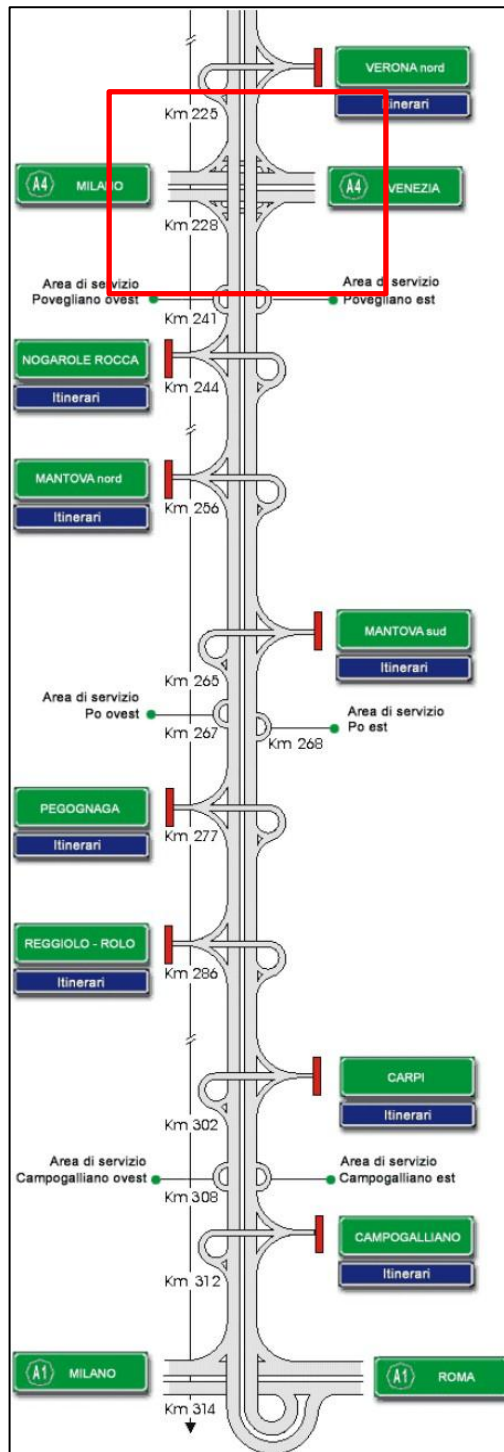 VERONA nord
Itinerari
Km 225
A4 MILANO
A4 VENEZIA
Km 228
Area di servizio
Povegliano ovest
Area di servizio
Povegliano est
Km 241
NOGAROLE ROCCA
Km 244
Itinerari
MANTOVA nord
Km 256
Itinerari
MANTOVA sud
Itinerari
Km 265
Area di servizio
Po ovest
Area di servizio
Po est
Km 267
Km 268
PEGOGNAGA
Km 277
Itinerari
REGGIOLO - ROLO
Km 286
Itinerari
CARPI
Itinerari
Km 302
Area di servizio
Campogalliano ovest
Area di servizio
Campogalliano est
Km 308
CAMPOGALLIANO
Itinerari
Km 312
A1 MILANO
A1 ROMA
Km 314